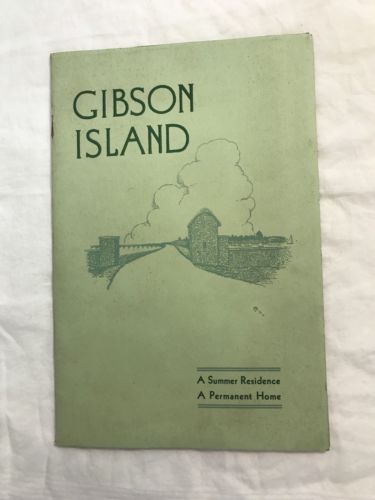 GIBSON
ISLAND
A Summer Residence
A Permanent Home